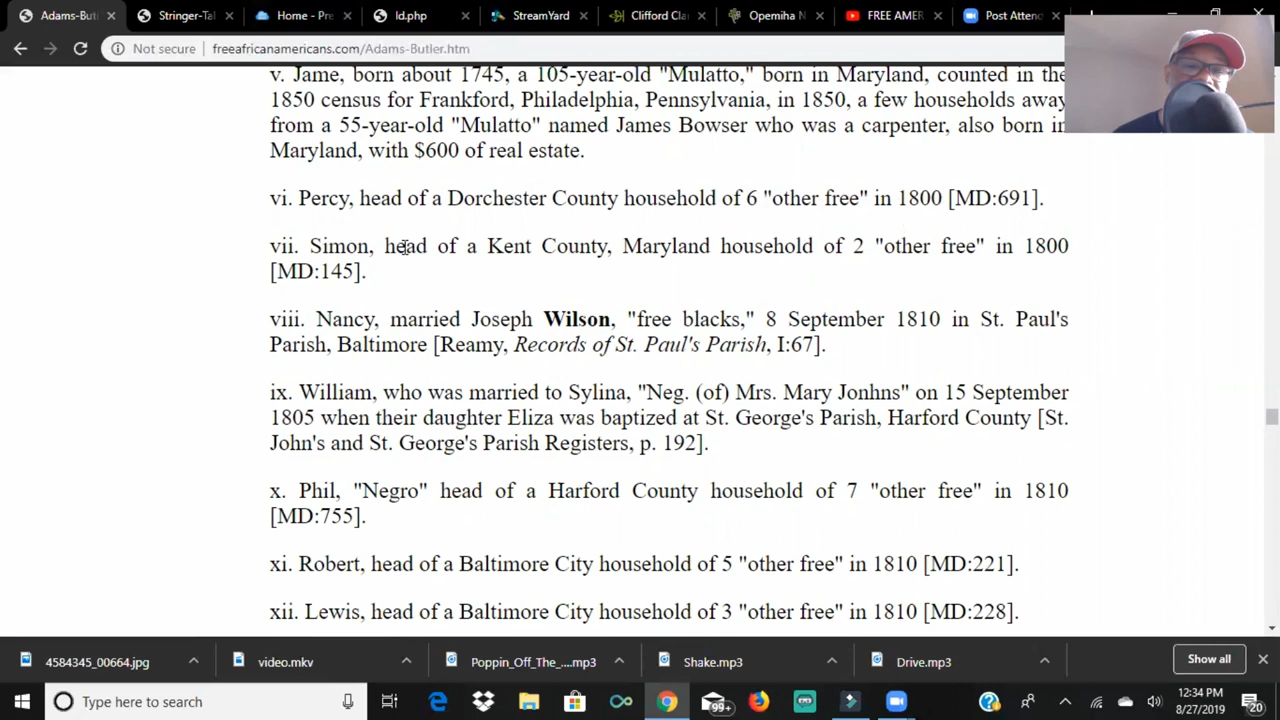 Adams-But
Stringer-Tal
Home - Pre
ld.php
StreamYard
Clifford Cla
Opemiha N
FREE AMER
Post Attend
Not secure
freeafricanamericans.com/Adams-Butler.htm
v. Jame, born about 1745, a 105-year-old "Mulatto," born in Maryland, counted in the
1850 census for Frankford, Philadelphia, Pennsylvania, in 1850, a few households away
from a 55-year-old "Mulatto" named James Bowser who was a carpenter, also born in
Maryland, with $600 of real estate.
vi. Percy, head of a Dorchester County household of 6 "other free" in 1800 [MD:691].
vii. Simon, head of a Kent County, Maryland household of 2 "other free" in 1800
[MD:145].
viii. Nancy, married Joseph Wilson, "free blacks," 8 September 1810 in St. Paul's
Parish, Baltimore [Reamy, Records of St. Paul's Parish, I:67].
ix. William, who was married to Sylina, "Neg. (of) Mrs. Mary Jonhns" on 15 September
1805 when their daughter Eliza was baptized at St. George's Parish, Harford County [St.
John's and St. George's Parish Registers, p. 192].
x. Phil, "Negro" head of a Harford County household of 7 "other free" in 1810
[MD:755].
xi. Robert, head of a Baltimore City household of 5 "other free" in 1810 [MD:221].
xii. Lewis, head of a Baltimore City household of 3 "other free" in 1810 [MD:228].
4584345_00664.jpg
video.mkv
Poppin_Off_The_....mp3
Shake.mp3
Drive.mp3
Show all
Type here to search
99+
12:34 PM
8/27/2019
20